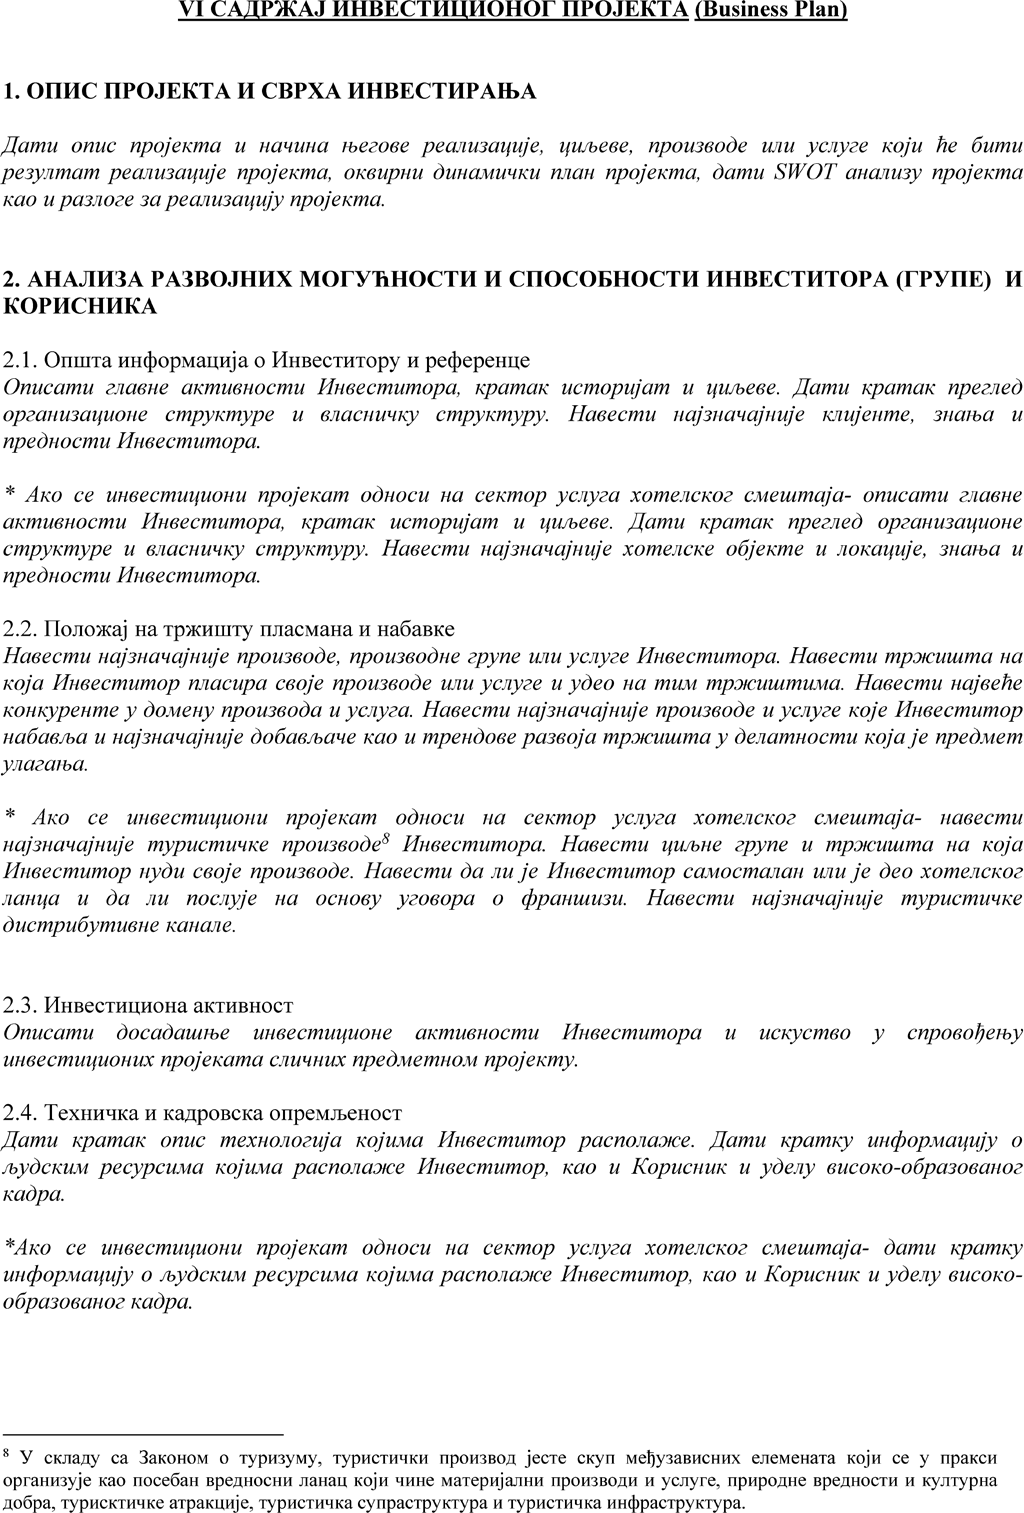 VI САДРЖАЈ ИНВЕСТИЦИОНОГ ПРОЈЕКТА (Business Plan)
1. ОПИС ПРОЈЕКТА И СВРХА ИНВЕСТИРАЊА
Дати опис пројекта и начина његове реализације, циљеве, производе или услуге који ће бити
резултат реализације пројекта, оквирни динамички план пројекта, дати SWOT анализу пројекта
као и разлоге за реализацију пројекта.
2. АНАЛИЗА РАЗВОЈНИХ МОГУЋНОСТИ И СПОСОБНОСТИ ИНВЕСТИТОРА (ГРУПЕ) И
КОРИСНИКА
2.1. Општа информација о Инвеститору и референце
Описати главне активности Инвеститора, кратак историјат и циљеве. Дати кратак преглед
организационе структуре и власничку структуру. Навести најзначајније клијенте, знања и
предности Инвеститора.
* Ако се инвестициони пројекат односи на сектор услуга хотелског смештаја- описати главне
активности Инвеститора, кратак историјат и циљеве. Дати кратак преглед организационе
структуре и власничку структуру. Навести најзначајније хотелске објекте и локације, знања и
предности Инвеститора.
2.2. Положај на тржишту пласмана и набавке
Навести најзначајније производе, производне групе или услуге Инвеститора. Навести тржишта на
која Инвеститор пласира своје производе или услуге и удео на тим тржиштима. Навести највеће
конкуренте у домену производа и услуга. Навести најзначајније производе и услуге које Инвеститор
набавља и најзначајније добављаче као и трендове развоја тржишта у делатности која је предмет
улагања.
* Ако се инвестициони пројекат односи на сектор услуга хотелског смештаја- навести
најзначајније туристичке производе⁸ Инвеститора. Навести циљне групе и тржишта на која
Инвеститор нуди своје производе. Навести да ли је Инвеститор самосталан или је део хотелског
ланца и да ли послује на основу уговора о франшизи. Навести најзначајније туристичке
дистрибутивне канале.
2.3. Инвестициона активност
Описати досадашње инвестиционе активности Инвеститора и искуство у спровођењу
инвестиционих пројеката сличних предметном пројекту.
2.4. Техничка и кадровска опремљеност
Дати кратак опис технологија којима Инвеститор располаже. Дати кратку информацију о
људским ресурсима којима располаже Инвеститор, као и Корисник и уделу високо-образованог
кадра.
*Ако се инвестициони пројекат односи на сектор услуга хотелског смештаја- дати кратку
информацију о људским ресурсима којима располаже Инвеститор, као и Корисник и уделу високо-
образованог кадра.
⁸ У складу са Законом о туризму, туристички производ јесте скуп међузависних елемената који се у пракси
организује као посебан вредносни ланац који чине материјални производи и услуге, природне вредности и културна
добра, турисктичке атракције, туристичка супраструктура и туристичка инфраструктура.